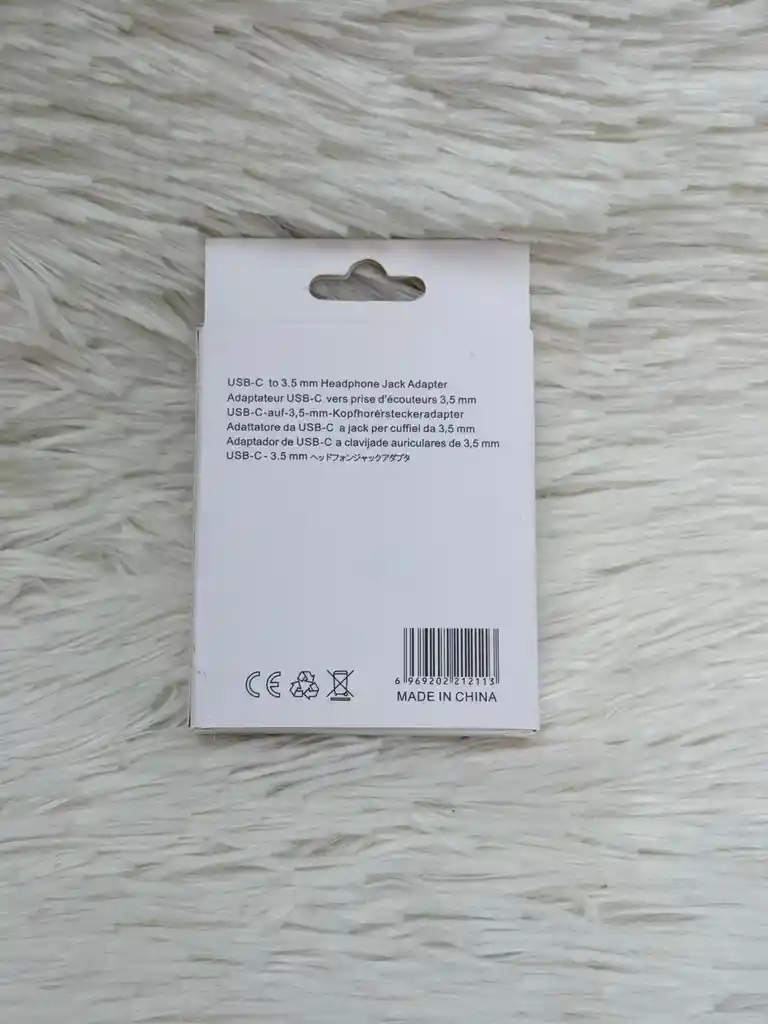 USB-C to 3.5 mm Headphone Jack Adapter
Adaptateur USB-C vers prise d'écouteurs 3,5 mm
USB-C-auf-3,5-mm-Kopfhorérsteckeradapter
Adattatore da USB-C a jack per cuffiel da 3,5 mm
Adaptador de USB-C a clavijade auriculares de 3,5 mm
USB-C - 3.5 mm ヘッドフォンジャックアダプタ
CE
6 969202 212113
MADE IN CHINA